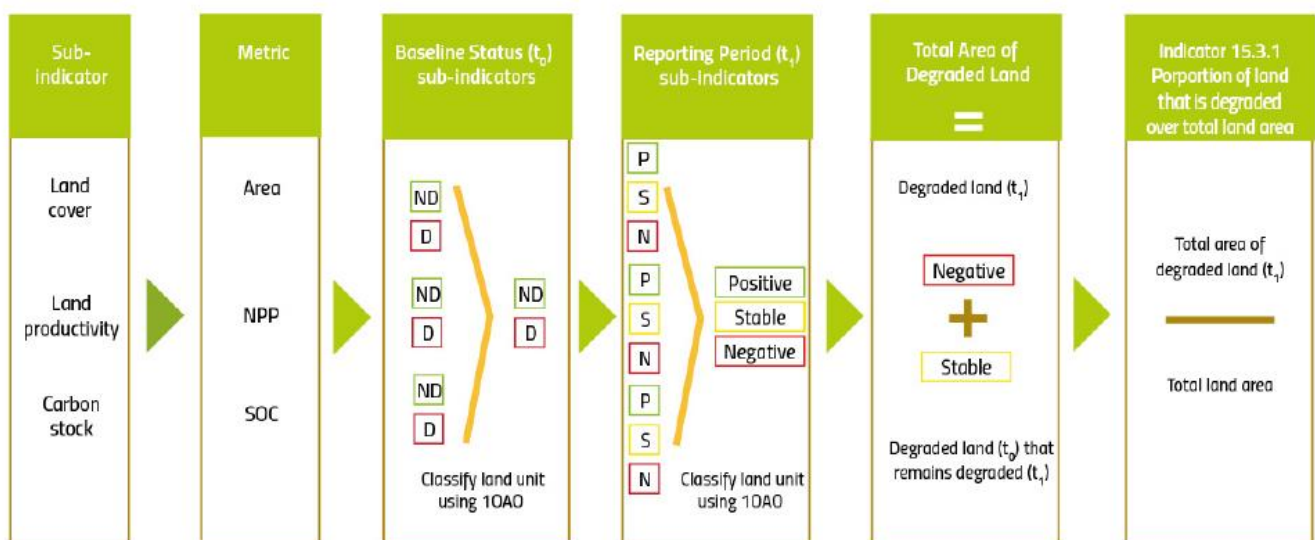 Sub-
indicator
Land
cover
Land
productivity
Carbon
stock
Metric
Area
NPP
SOC
Baseline Status (t0)
sub-indicators
ND
D
ND
D
ND
D
ND
D
Classify land unit
using 1OAO
Reporting Period (t1)
sub-Indicators
P
S
N
P
S
N
P
S
N
Positive
Stable
Negative
Classify land unit
using 1OAO
Total Area of
Degraded Land
=
Degraded land (t1)
Negative
+
Stable
Degraded land (t0) that
remains degraded (t1)
Indicator 15.3.1
Porportion of land
that is degraded
over total land area
Total area of
degraded land (t1)
Total land area